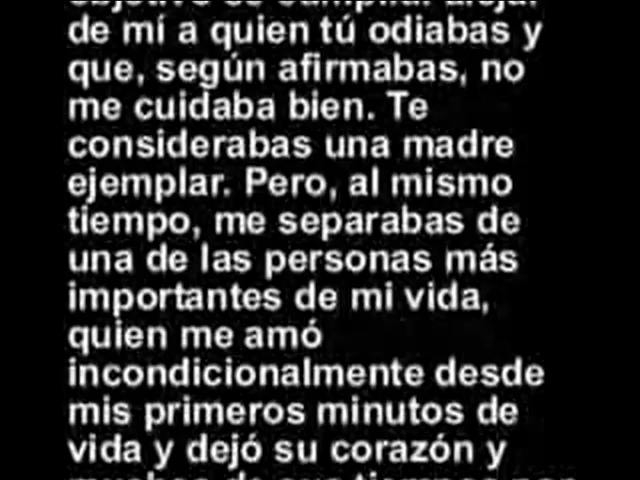 de mí a quien tú odiabas y
que, según afirmabas, no
me cuidaba bien. Te
considerabas una madre
ejemplar. Pero, al mismo
tiempo, me separabas de
una de las personas más
importantes de mi vida,
quien me amó
incondicionalmente desde
mis primeros minutos de
vida y dejó su corazón y